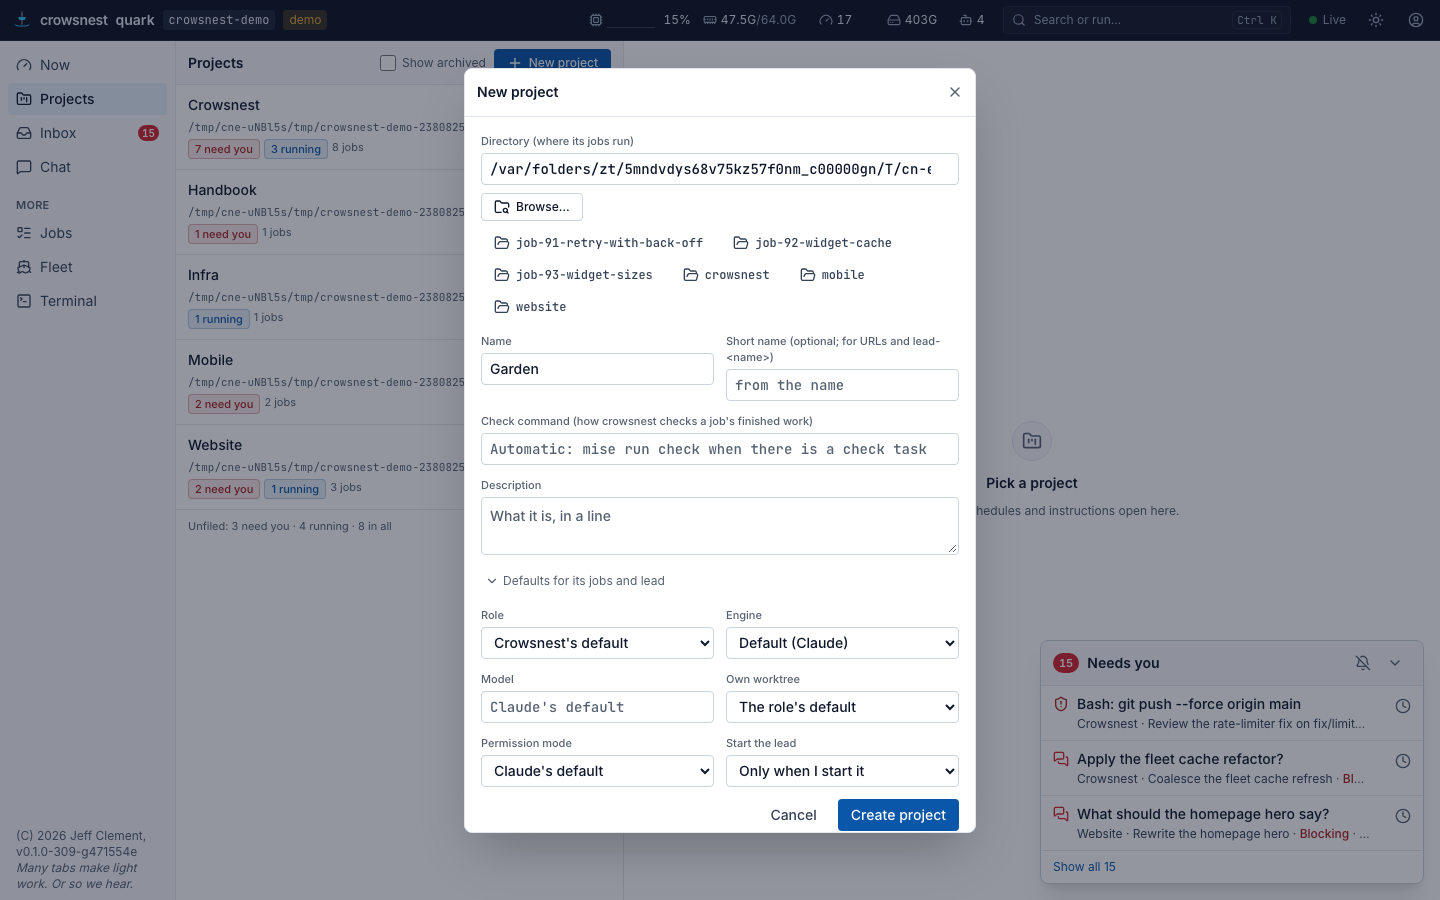 crowsnest quark crowsnest-demo demo 15% 47.5G/64.0G 17 403G 4 Search or run... Ctrl K Live
Now
Projects
Inbox 15
Chat
MORE
Jobs
Fleet
Terminal
(C) 2026 Jeff Clement,
v0.1.0-309-g471554e
Many tabs make light
work. Or so we hear.
Projects Show archived New project
Crowsnest
/tmp/cne-uNBl5s/tmp/crowsnest-demo-2380825
7 need you 3 running 8 jobs
Handbook
/tmp/cne-uNBl5s/tmp/crowsnest-demo-2380825
1 need you 1 jobs
Infra
/tmp/cne-uNBl5s/tmp/crowsnest-demo-2380825
1 running 1 jobs
Mobile
/tmp/cne-uNBl5s/tmp/crowsnest-demo-2380825
2 need you 2 jobs
Website
/tmp/cne-uNBl5s/tmp/crowsnest-demo-2380825
2 need you 1 running 3 jobs
Unfiled: 3 need you · 4 running · 8 in all
New project
Directory (where its jobs run)
/var/folders/zt/5mndvdys68v75kz57f0nm_c00000gn/T/cn-e
Browse...
job-91-retry-with-back-off job-92-widget-cache
job-93-widget-sizes crowsnest mobile
website
Name
Garden
Short name (optional; for URLs and lead-
<name>)
from the name
Check command (how crowsnest checks a job's finished work)
Automatic: mise run check when there is a check task
Description
What it is, in a line
Defaults for its jobs and lead
Role Engine
Crowsnest's default Default (Claude)
Model Own worktree
Claude's default The role's default
Permission mode Start the lead
Claude's default Only when I start it
Cancel Create project
Pick a project
hedules and instructions open here.
15 Needs you
Bash: git push --force origin main
Crowsnest · Review the rate-limiter fix on fix/limit...
Apply the fleet cache refactor?
Crowsnest · Coalesce the fleet cache refresh · Bl...
What should the homepage hero say?
Website · Rewrite the homepage hero · Blocking · ...
Show all 15